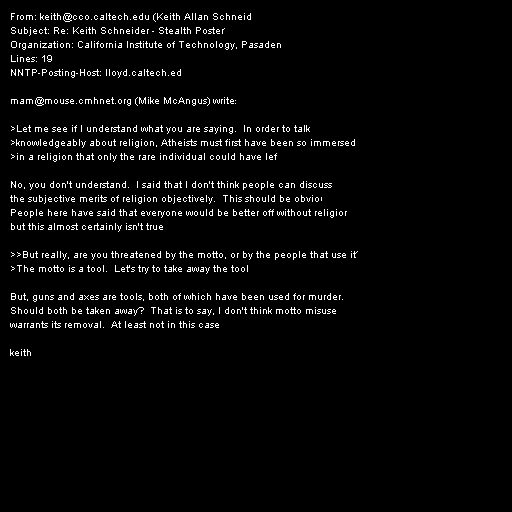 From: keith@cco.caltech.edu (Keith Allan Schneid
Subject: Re: Keith Schneider - Stealth Poster
Organization: California Institute of Technology, Pasaden
Lines: 19
NNTP-Posting-Host: lloyd.caltech.ed

mam@mouse.cmhnet.org (Mike McAngus) write:

>Let me see if I understand what you are saying.  In order to talk
>knowledgeably about religion, Atheists must first have been so immersed
>in a religion that only the rare individual could have lef

No, you don't understand.  I said that I don't think people can discuss
the subjective merits of religion objectively.  This should be obviou
People here have said that everyone would be better off without religion
but this almost certainly isn't true

>>But really, are you threatened by the motto, or by the people that use it
>The motto is a tool.  Let's try to take away the tool

But, guns and axes are tools, both of which have been used for murder.
Should both be taken away?  That is to say, I don't think motto misuse
warrants its removal.  At least not in this case

keith